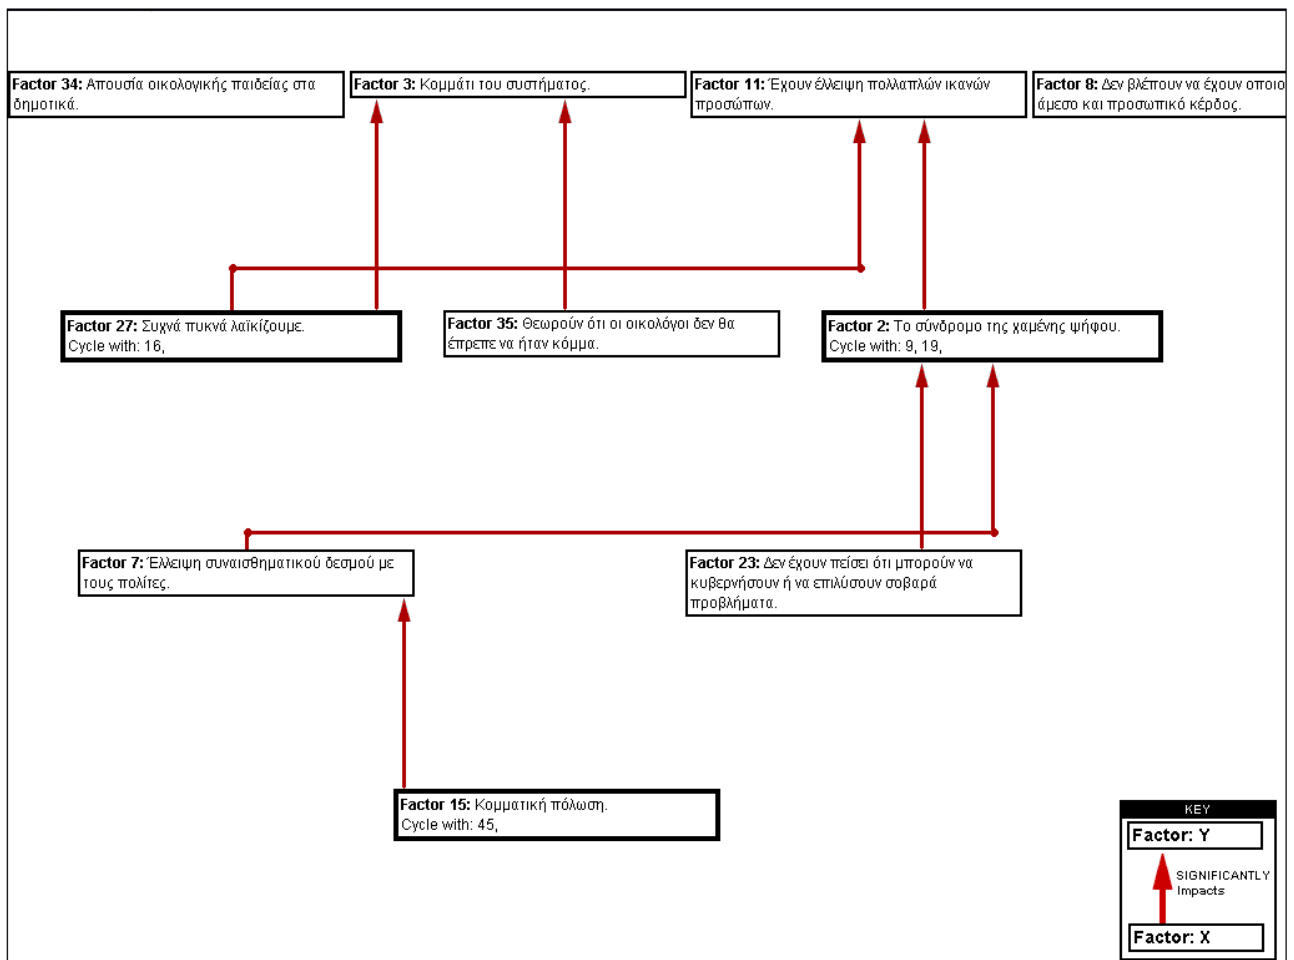 Factor 34: Απουσία οικολογικής παιδείας στα
δημοτικά.
Factor 3: Κομμάτι του συστήματος.
Factor 11: Έχουν έλλειψη πολλαπλών ικανών
προσώπων.
Factor 8: Δεν βλέπουν να έχουν οποιο
άμεσο και προσωπικό κέρδος.
Factor 27: Συχνά πυκνά λαϊκίζουμε.
Cycle with: 16,
Factor 35: Θεωρούν ότι οι οικολόγοι δεν θα
έπρεπε να ήταν κόμμα.
Factor 2: Το σύνδρομο της χαμένης ψήφου.
Cycle with: 9, 19,
Factor 7: Έλλειψη συναισθηματικού δεσμού με
τους πολίτες.
Factor 23: Δεν έχουν πείσει ότι μπορούν να
κυβερνήσουν ή να επιλύσουν σοβαρά
προβλήματα.
Factor 15: Κομματική πόλωση.
Cycle with: 45,
KEY
Factor: Y
SIGNIFICANTLY
Impacts
Factor: X